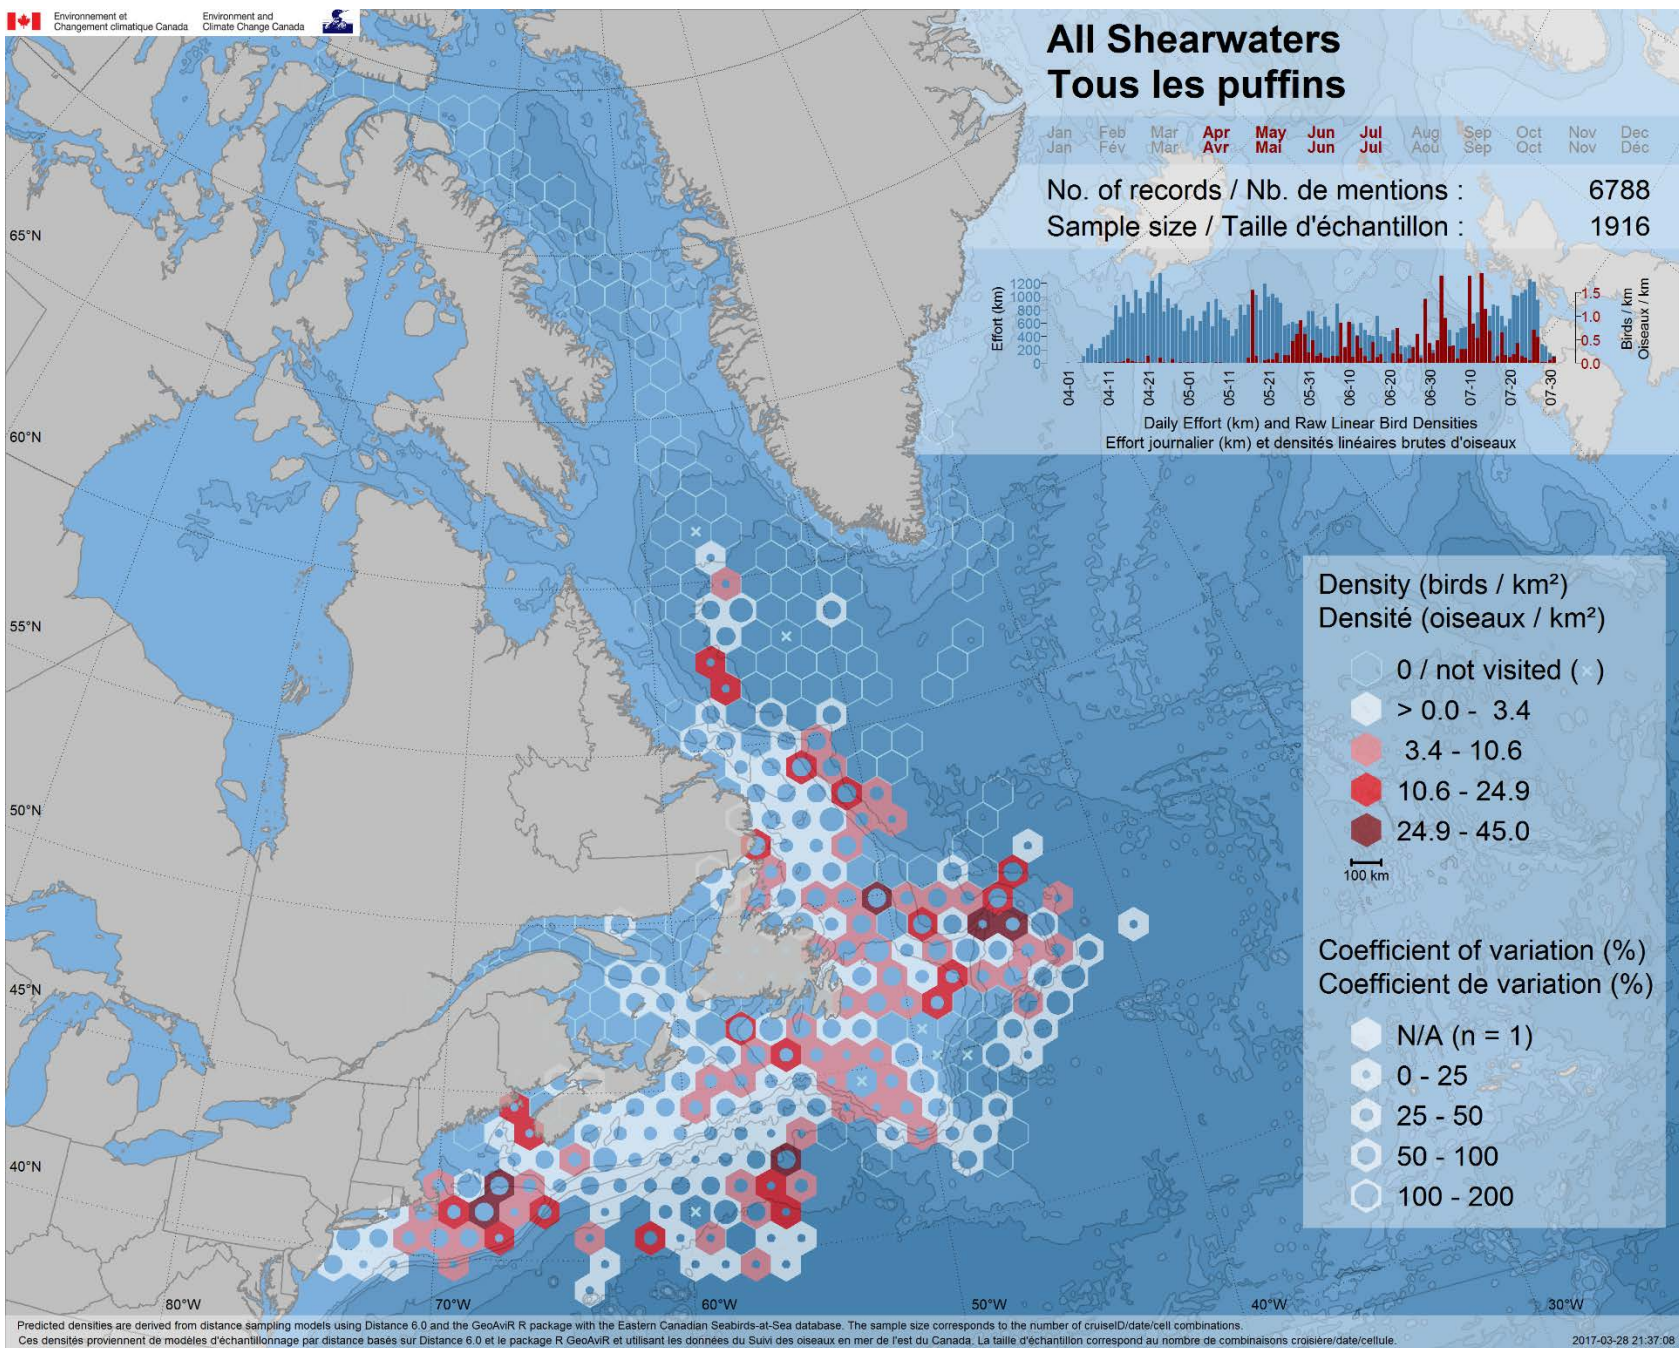 Environnement et
Changement climatique Canada
Environment and
Climate Change Canada
All Shearwaters
Tous les puffins
Jan Feb Mar Apr May Jun Jul Aug Sep Oct Nov Dec
Jan Fév Mar Avr Mai Jun Jul Aoû Sep Oct Nov Déc
No. of records / Nb. de mentions : 6788
Sample size / Taille d'échantillon : 1916
Effort (km)
1200
1000
800
600
400
200
0
1.5
1.0
0.5
0.0
Birds / km
Oiseaux / km
04-01 04-11 04-21 05-01 05-11 05-21 05-31 06-10 06-20 06-30 07-10 07-20 07-30
Daily Effort (km) and Raw Linear Bird Densities
Effort journalier (km) et densités linéaires brutes d'oiseaux
65°N
60°N
55°N
50°N
45°N
40°N
Density (birds / km²)
Densité (oiseaux / km²)
0 / not visited (×)
> 0.0 - 3.4
3.4 - 10.6
10.6 - 24.9
24.9 - 45.0
100 km
Coefficient of variation (%)
Coefficient de variation (%)
N/A (n = 1)
0 - 25
25 - 50
50 - 100
100 - 200
80°W 70°W 60°W 50°W 40°W 30°W
Predicted densities are derived from distance sampling models using Distance 6.0 and the GeoAviR R package with the Eastern Canadian Seabirds-at-Sea database. The sample size corresponds to the number of cruiseID/date/cell combinations.
Ces densités proviennent de modèles d'échantillonnage par distance basés sur Distance 6.0 et le package R GeoAviR et utilisant les données du Suivi des oiseaux en mer de l'est du Canada. La taille d'échantillon correspond au nombre de combinaisons croisière/date/cellule.
2017-03-28 21:37:08